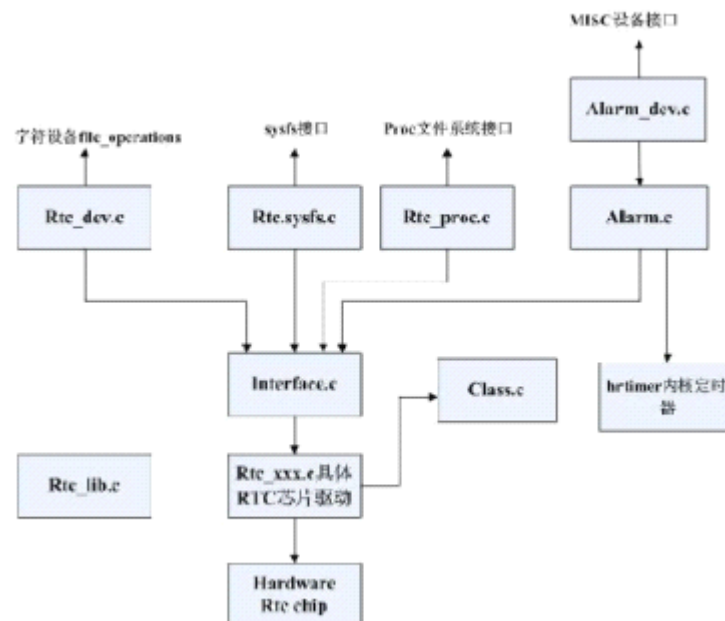 MISC设备接口
Alarm_dev.c
字符设备file_operations
sysfs接口
Proc文件系统接口
Rtc_dev.c
Rtc.sysfs.c
Rtc_proc.c
Alarm.c
Interface.c
Class.c
hrtimer内核定时
器
Rtc_lib.c
Rtc_xxx.c具体
RTC芯片驱动
Hardware
Rtc chip